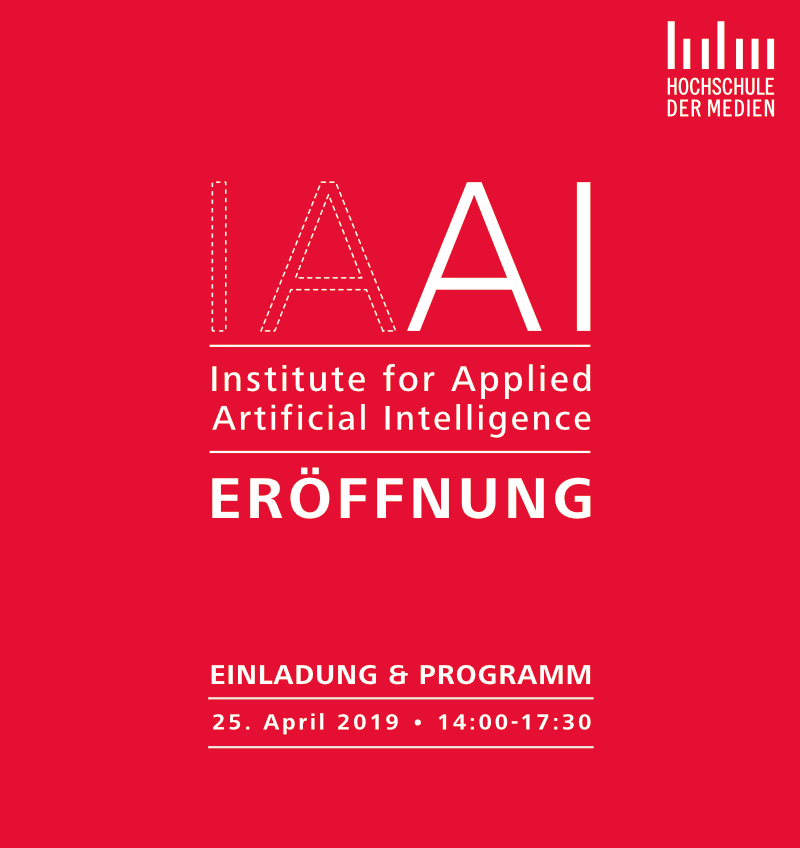 HOCHSCHULE
DER MEDIEN
IAAI
Institute for Applied
Artificial Intelligence
ERÖFFNUNG
EINLADUNG & PROGRAMM
25. April 2019 • 14:00-17:30